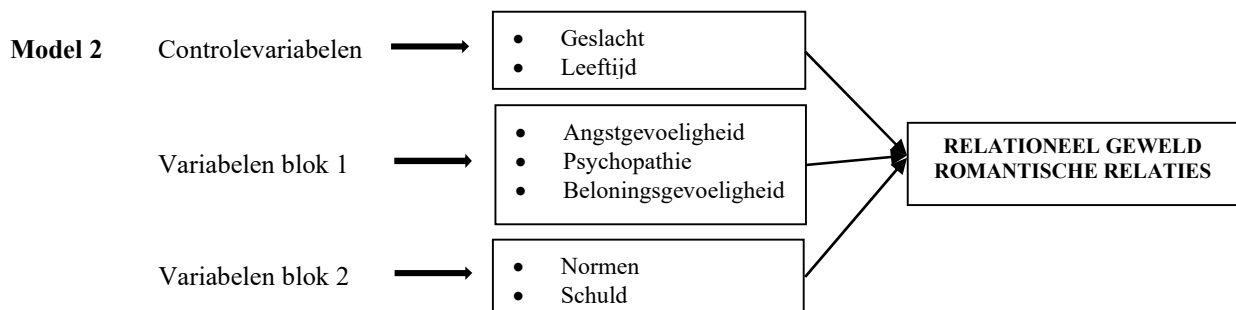 Model 2
Controlevariabelen
• Geslacht
• Leeftijd
Variabelen blok 1
• Angstgevoeligheid
• Psychopathie
• Beloningsgevoeligheid
RELATIONEEL GEWELD
ROMANTISCHE RELATIES
Variabelen blok 2
• Normen
• Schuld